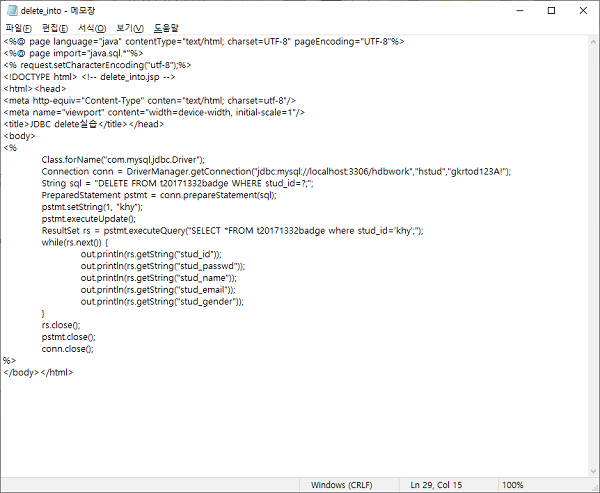 delete_into - 메모장
파일(F) 편집(E) 서식(O) 보기(V) 도움말
<%@ page language="java" contentType="text/html; charset=UTF-8" pageEncoding="UTF-8"%>
<%@ page import="java.sql.*"%>
<% request.setCharacterEncoding("utf-8");%>
<!DOCTYPE html> <!-- delete_into.jsp -->
<html><head>
<meta http-equiv="Content-Type" conten="text/html; charset=utf-8"/>
<meta name="viewport" content="width=device-width, initial-scale=1"/>
<title>JDBC delete실습</title></head>
<body>
<%
Class.forName("com.mysql.jdbc.Driver");
Connection conn = DriverManager.getConnection("jdbc:mysql://localhost:3306/hdbwork","hstud","gkrtod123A!");
String sql = "DELETE FROM t20171332badge WHERE stud_id=?;";
PreparedStatement pstmt = conn.prepareStatement(sql);
pstmt.setString(1, "khy");
pstmt.executeUpdate();
ResultSet rs = pstmt.executeQuery("SELECT *FROM t20171332badge where stud_id='khy';");
while(rs.next()) {
out.println(rs.getString("stud_id"));
out.println(rs.getString("stud_passwd"));
out.println(rs.getString("stud_name"));
out.println(rs.getString("stud_email"));
out.println(rs.getString("stud_gender"));
}
rs.close();
pstmt.close();
conn.close();
%>
</body></html>
Windows (CRLF) Ln 29, Col 15 100%